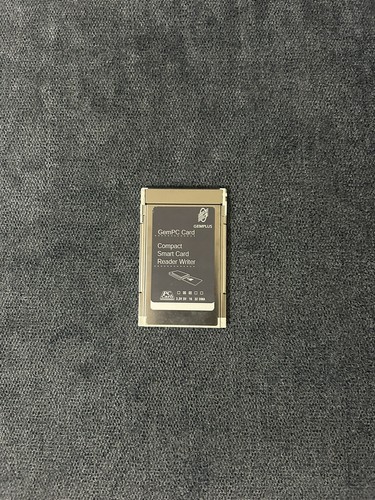 GEMPLUS
GemPC Card
Compact
Smart Card
Reader Writer